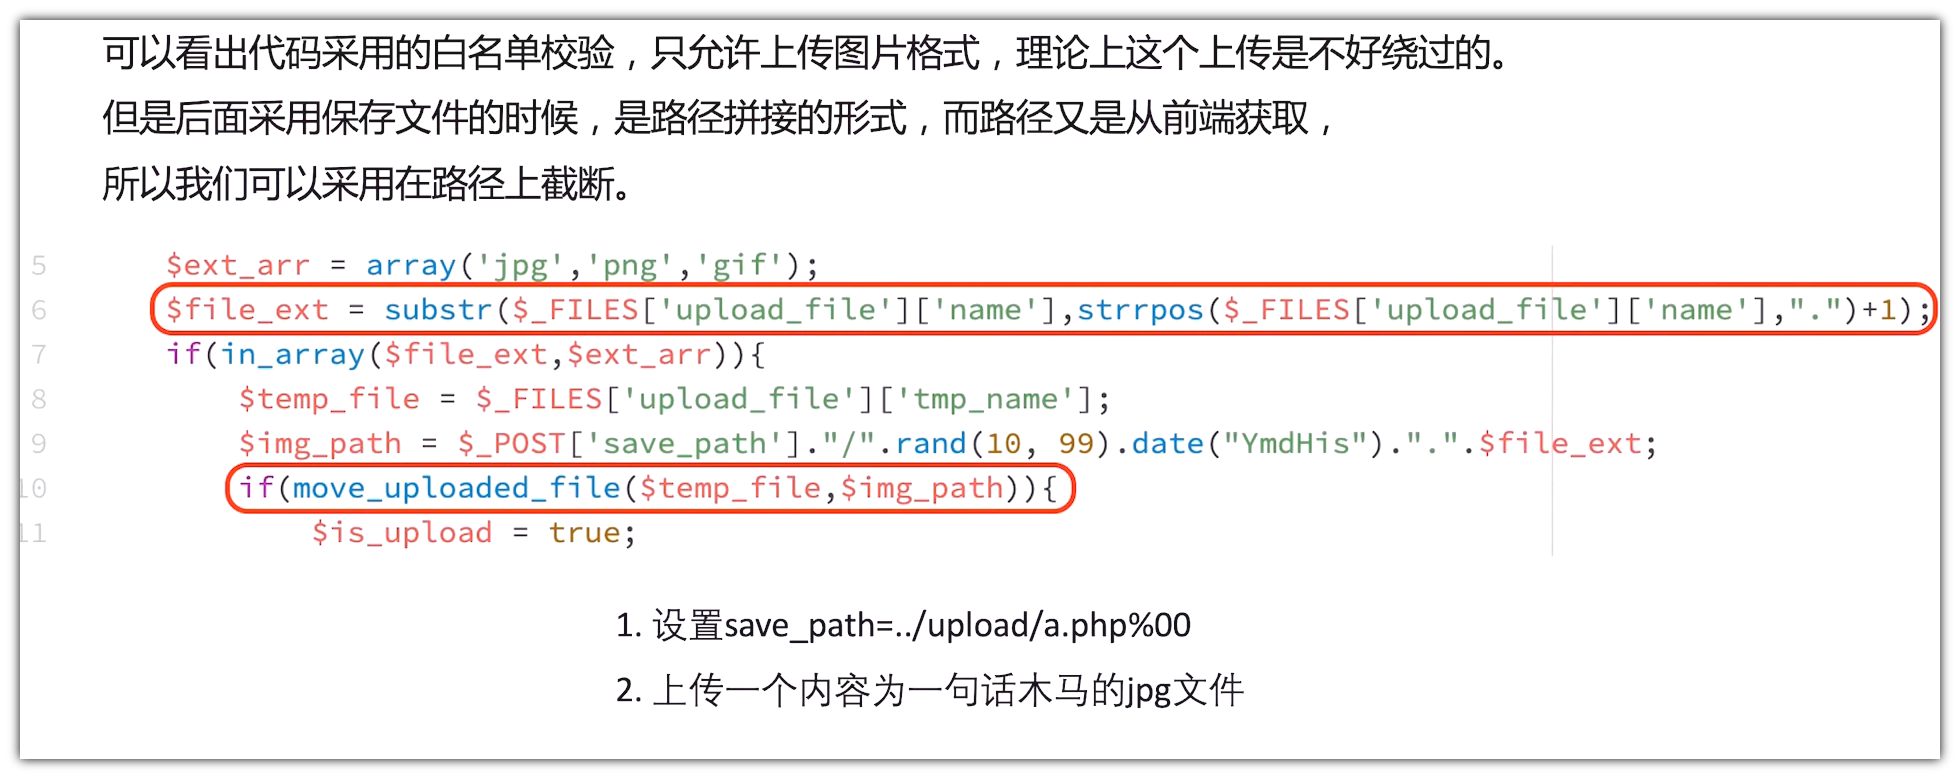 可以看出代码采用的白名单校验，只允许上传图片格式，理论上这个上传是不好绕过的。
但是后面采用保存文件的时候，是路径拼接的形式，而路径又是从前端获取，
所以我们可以采用在路径上截断。
5 $ext_arr = array('jpg','png','gif');
6 $file_ext = substr($_FILES['upload_file']['name'],strrpos($_FILES['upload_file']['name'],".")+1);
7 if(in_array($file_ext,$ext_arr)){
8 $temp_file = $_FILES['upload_file']['tmp_name'];
9 $img_path = $_POST['save_path']."/".rand(10, 99).date("YmdHis").".".$file_ext;
10 if(move_uploaded_file($temp_file,$img_path)){
11 $is_upload = true;
1. 设置save_path=../upload/a.php%00
2. 上传一个内容为一句话木马的jpg文件